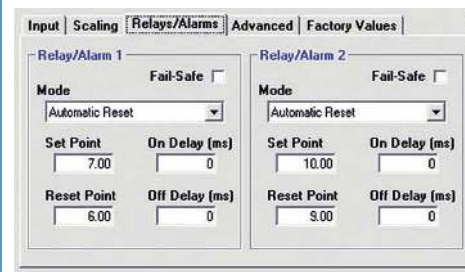 Input Scaling Relays/Alarms Advanced Factory Values
Relay/Alarm 1
Fail-Safe
Mode
Automatic Reset
Set Point On Delay (ms)
7.00 0
Reset Point Off Delay (ms)
6.00 0
Relay/Alarm 2
Fail-Safe
Mode
Automatic Reset
Set Point On Delay (ms)
10.00 0
Reset Point Off Delay (ms)
9.00 0